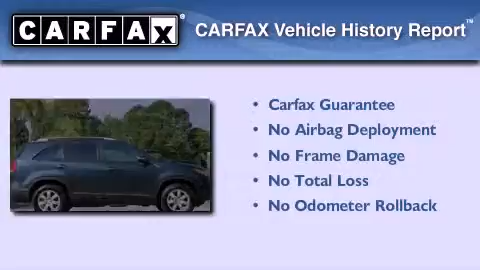 CARFAX® CARFAX Vehicle History Report™
• Carfax Guarantee
• No Airbag Deployment
• No Frame Damage
• No Total Loss
• No Odometer Rollback